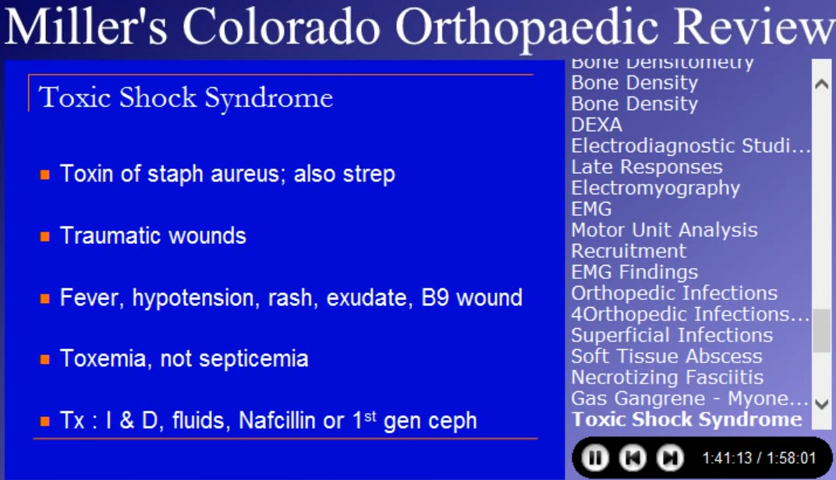 Miller's Colorado Orthopaedic Review
Toxic Shock Syndrome
Toxin of staph aureus; also strep
Traumatic wounds
Fever, hypotension, rash, exudate, B9 wound
Toxemia, not septicemia
Tx : I & D, fluids, Nafcillin or 1st gen ceph
Bone Densitometry
Bone Density
Bone Density
DEXA
Electrodiagnostic Studi...
Late Responses
Electromyography
EMG
Motor Unit Analysis
Recruitment
EMG Findings
Orthopedic Infections
4Orthopedic Infections...
Superficial Infections
Soft Tissue Abscess
Necrotizing Fasciitis
Gas Gangrene - Myone...
Toxic Shock Syndrome
1:41:13 / 1:58:01